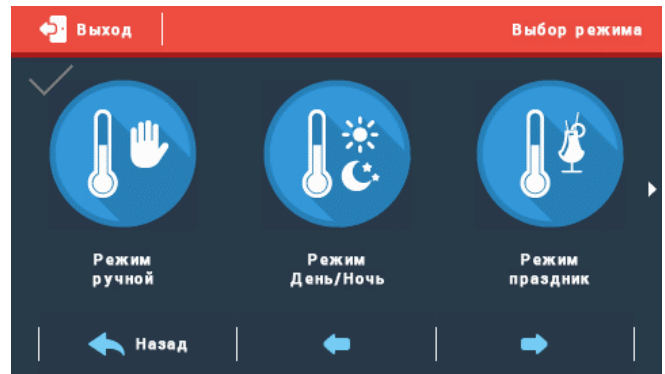 Выход
Выбор режима
Режим
ручной
Режим
День/Ночь
Режим
праздник
Назад